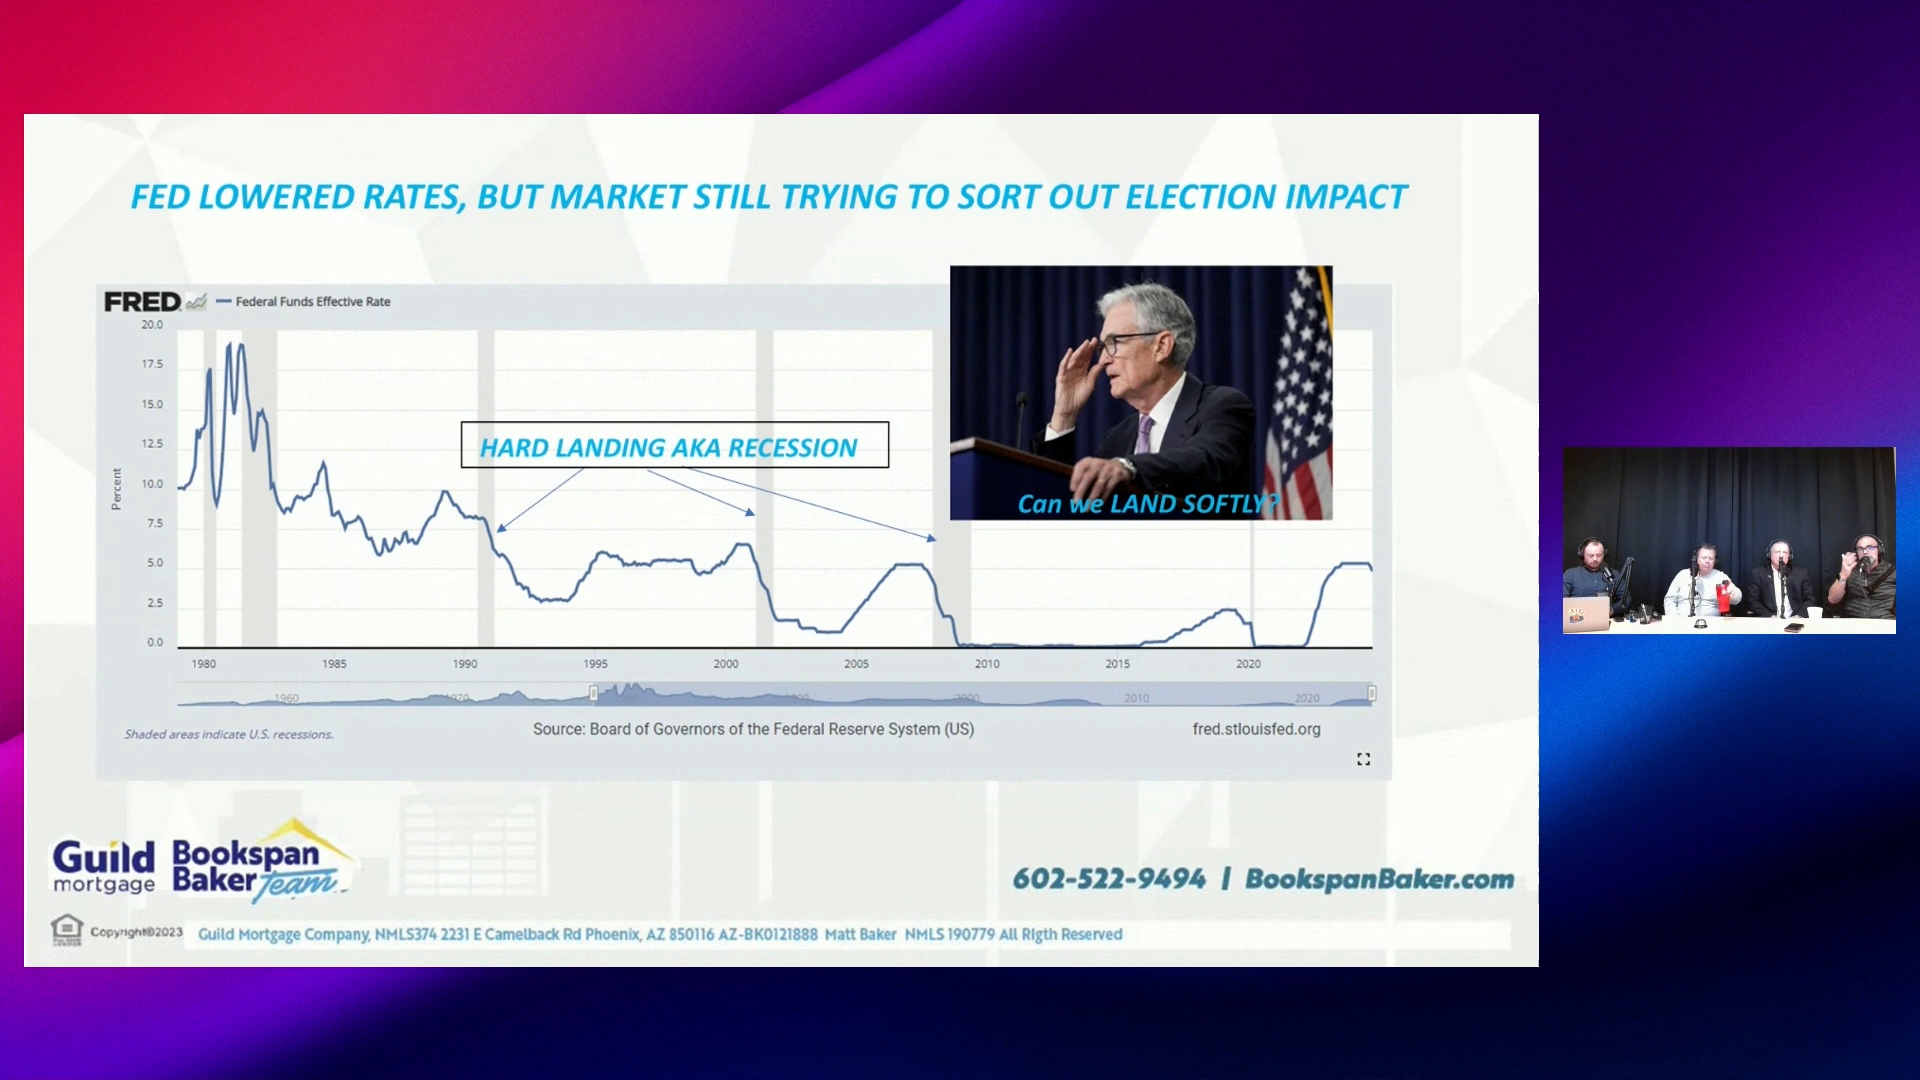 FED LOWERED RATES, BUT MARKET STILL TRYING TO SORT OUT ELECTION IMPACT
FRED
Federal Funds Effective Rate
20.0
17.5
15.0
12.5
10.0
7.5
5.0
2.5
0.0
Percent
HARD LANDING AKA RECESSION
Can we LAND SOFTLY?
1980
1985
1990
1995
2000
2005
2010
2015
2020
1960
1970
2000
2010
2020
Shaded areas indicate U.S. recessions.
Source: Board of Governors of the Federal Reserve System (US)
fred.stlouisfed.org
Guild
mortgage
Bookspan
Baker Team
602-522-9494 | BookspanBaker.com
Copyright©2023
Guild Mortgage Company, NMLS374 2231 E Camelback Rd Phoenix, AZ 850116 AZ-BK0121888 Matt Baker NMLS 190779 All RIgth Reserved